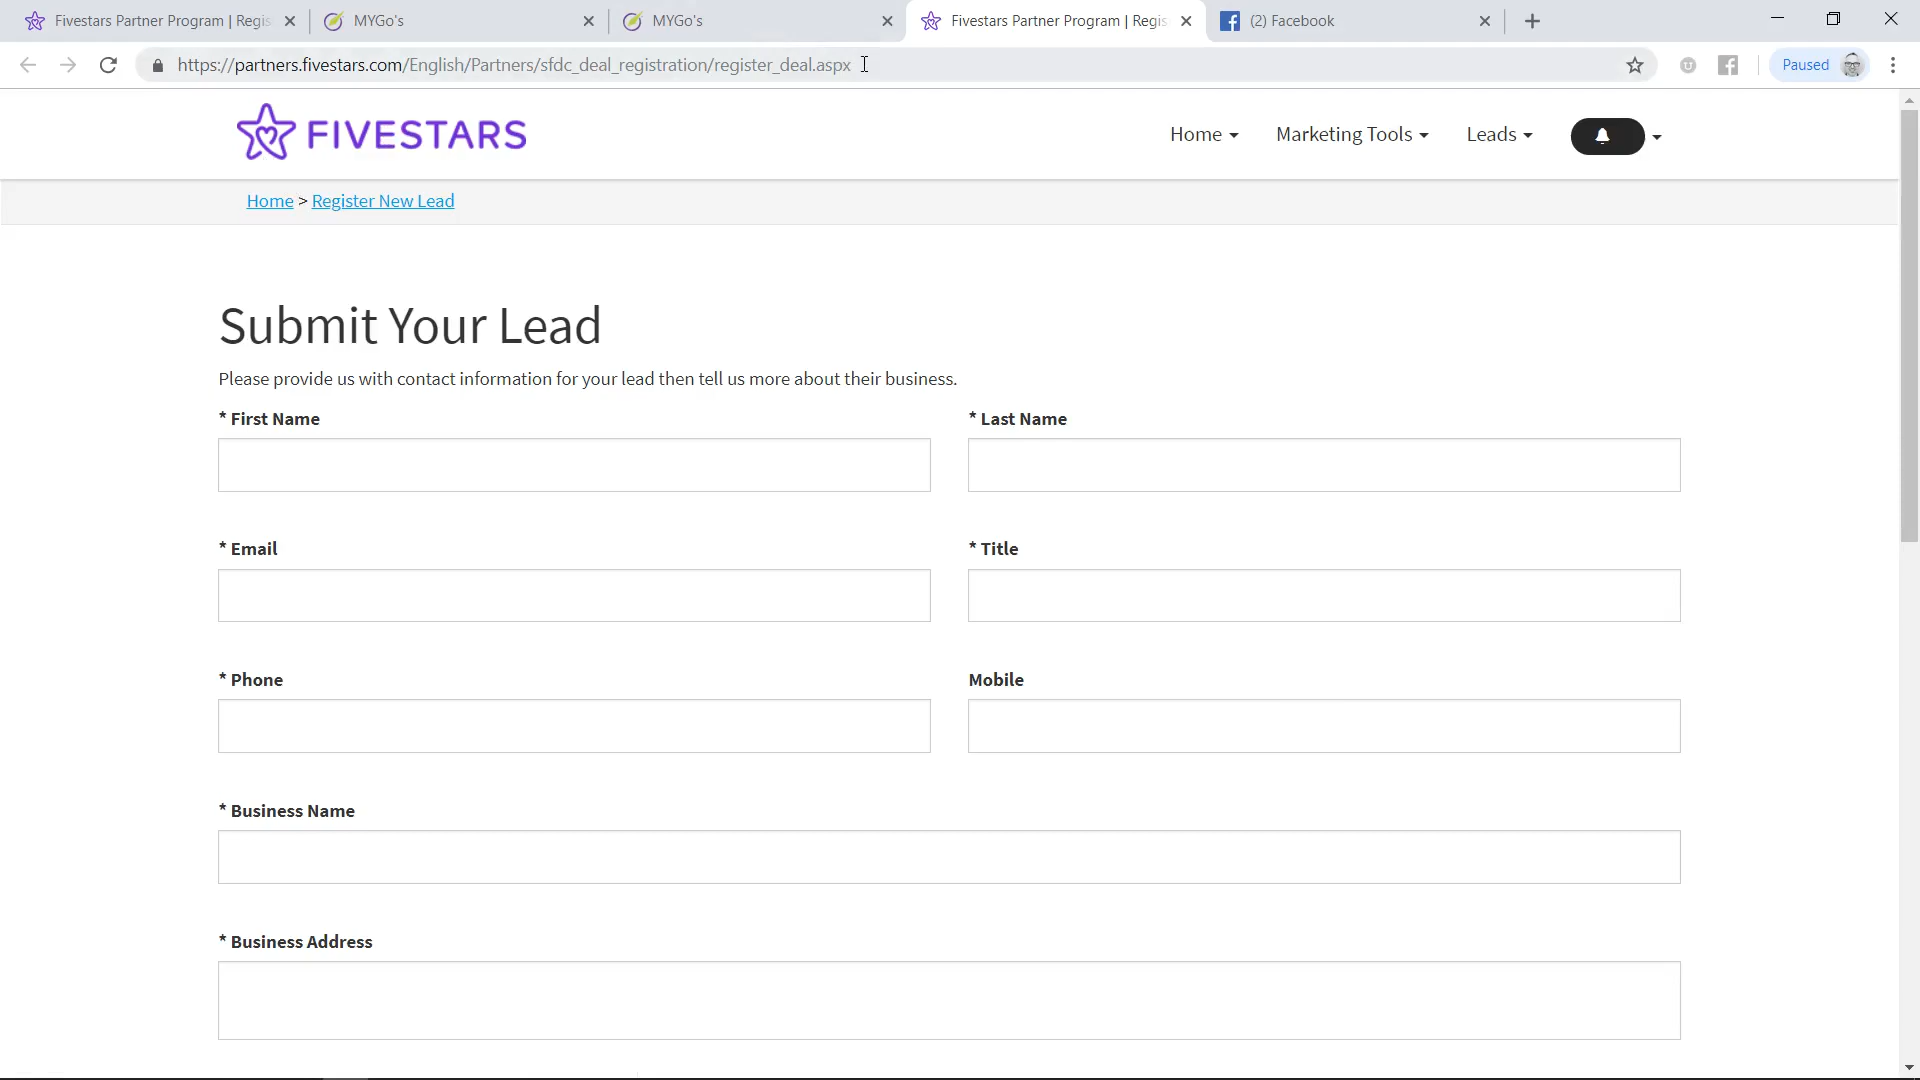 Fivestars Partner Program | Regis
MYGo's
MYGo's
Fivestars Partner Program | Regis
(2) Facebook
https://partners.fivestars.com/English/Partners/sfdc_deal_registration/register_deal.aspx
Paused
FIVESTARS
Home
Marketing Tools
Leads
Home > Register New Lead
Submit Your Lead
Please provide us with contact information for your lead then tell us more about their business.
* First Name
* Last Name
* Email
* Title
* Phone
Mobile
* Business Name
* Business Address